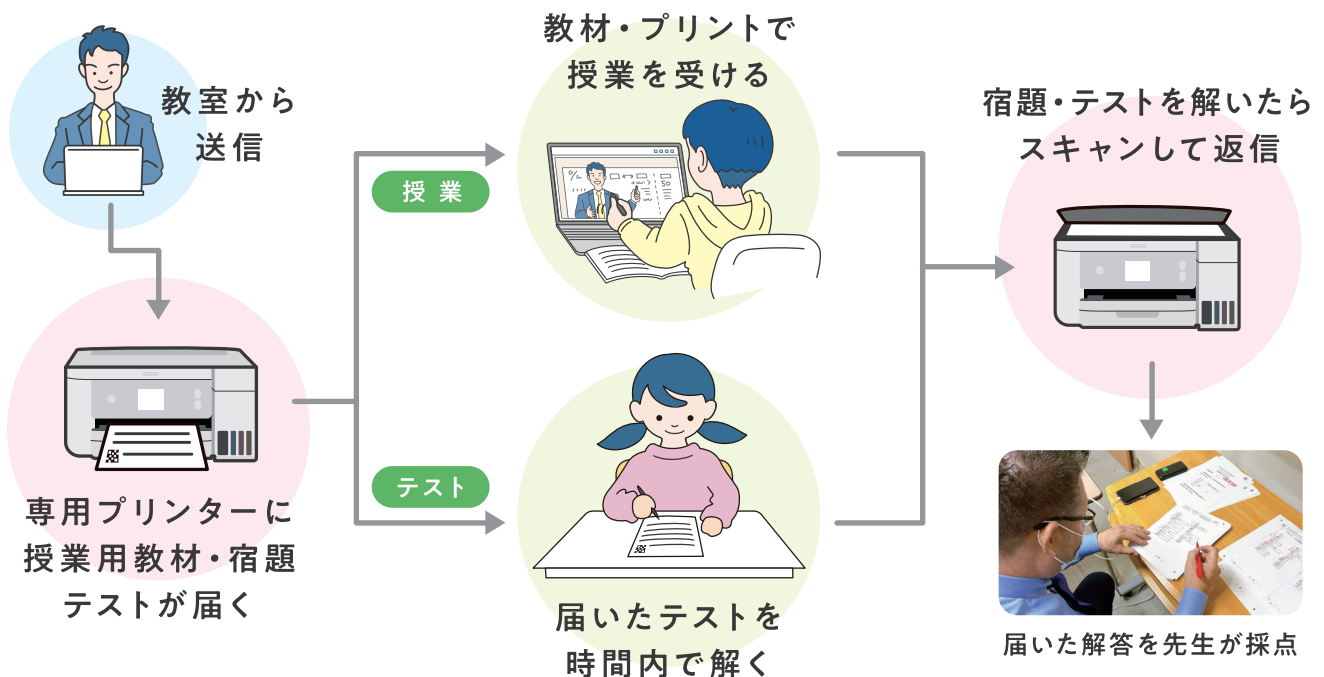 教室から
送信
専用プリンターに
授業用教材・宿題
テストが届く
授業
教材・プリントで
授業を受ける
テスト
届いたテストを
時間内で解く
宿題・テストを解いたら
スキャンして返信
届いた解答を先生が採点